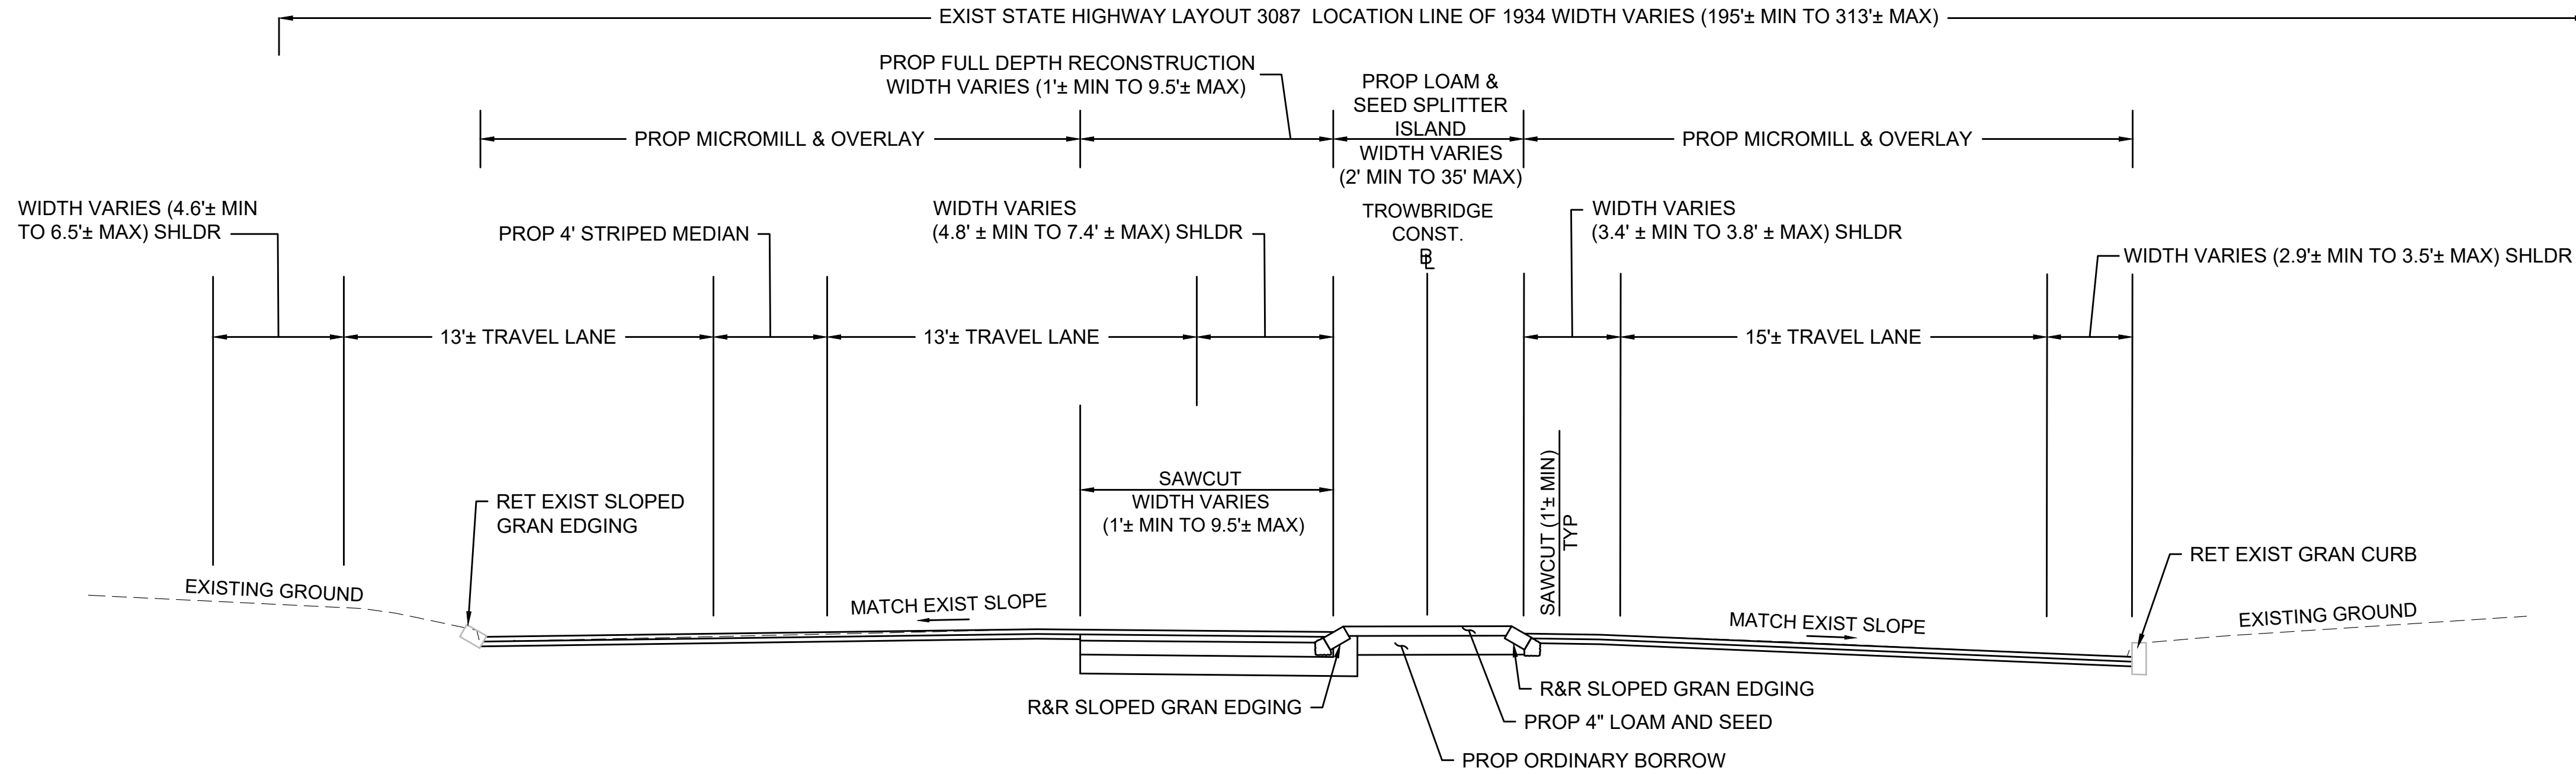 EXIST STATE HIGHWAY LAYOUT 3087 LOCATION LINE OF 1934 WIDTH VARIES (195'± MIN TO 313'± MAX)
PROP FULL DEPTH RECONSTRUCTION
WIDTH VARIES (1'± MIN TO 9.5'± MAX)
PROP LOAM &
SEED SPLITTER
ISLAND
WIDTH VARIES
(2' MIN TO 35' MAX)
PROP MICROMILL & OVERLAY
PROP MICROMILL & OVERLAY
WIDTH VARIES (4.6'± MIN
TO 6.5'± MAX) SHLDR
PROP 4' STRIPED MEDIAN
WIDTH VARIES
(4.8' ± MIN TO 7.4' ± MAX) SHLDR
TROWBRIDGE
CONST.
BL
WIDTH VARIES
(3.4' ± MIN TO 3.8' ± MAX) SHLDR
WIDTH VARIES (2.9'± MIN TO 3.5'± MAX) SHLDR
13'± TRAVEL LANE
13'± TRAVEL LANE
15'± TRAVEL LANE
SAWCUT
WIDTH VARIES
(1'± MIN TO 9.5'± MAX)
SAWCUT (1'± MIN)
TYP
RET EXIST SLOPED
GRAN EDGING
RET EXIST GRAN CURB
EXISTING GROUND
MATCH EXIST SLOPE
MATCH EXIST SLOPE
EXISTING GROUND
R&R SLOPED GRAN EDGING
R&R SLOPED GRAN EDGING
PROP 4" LOAM AND SEED
PROP ORDINARY BORROW